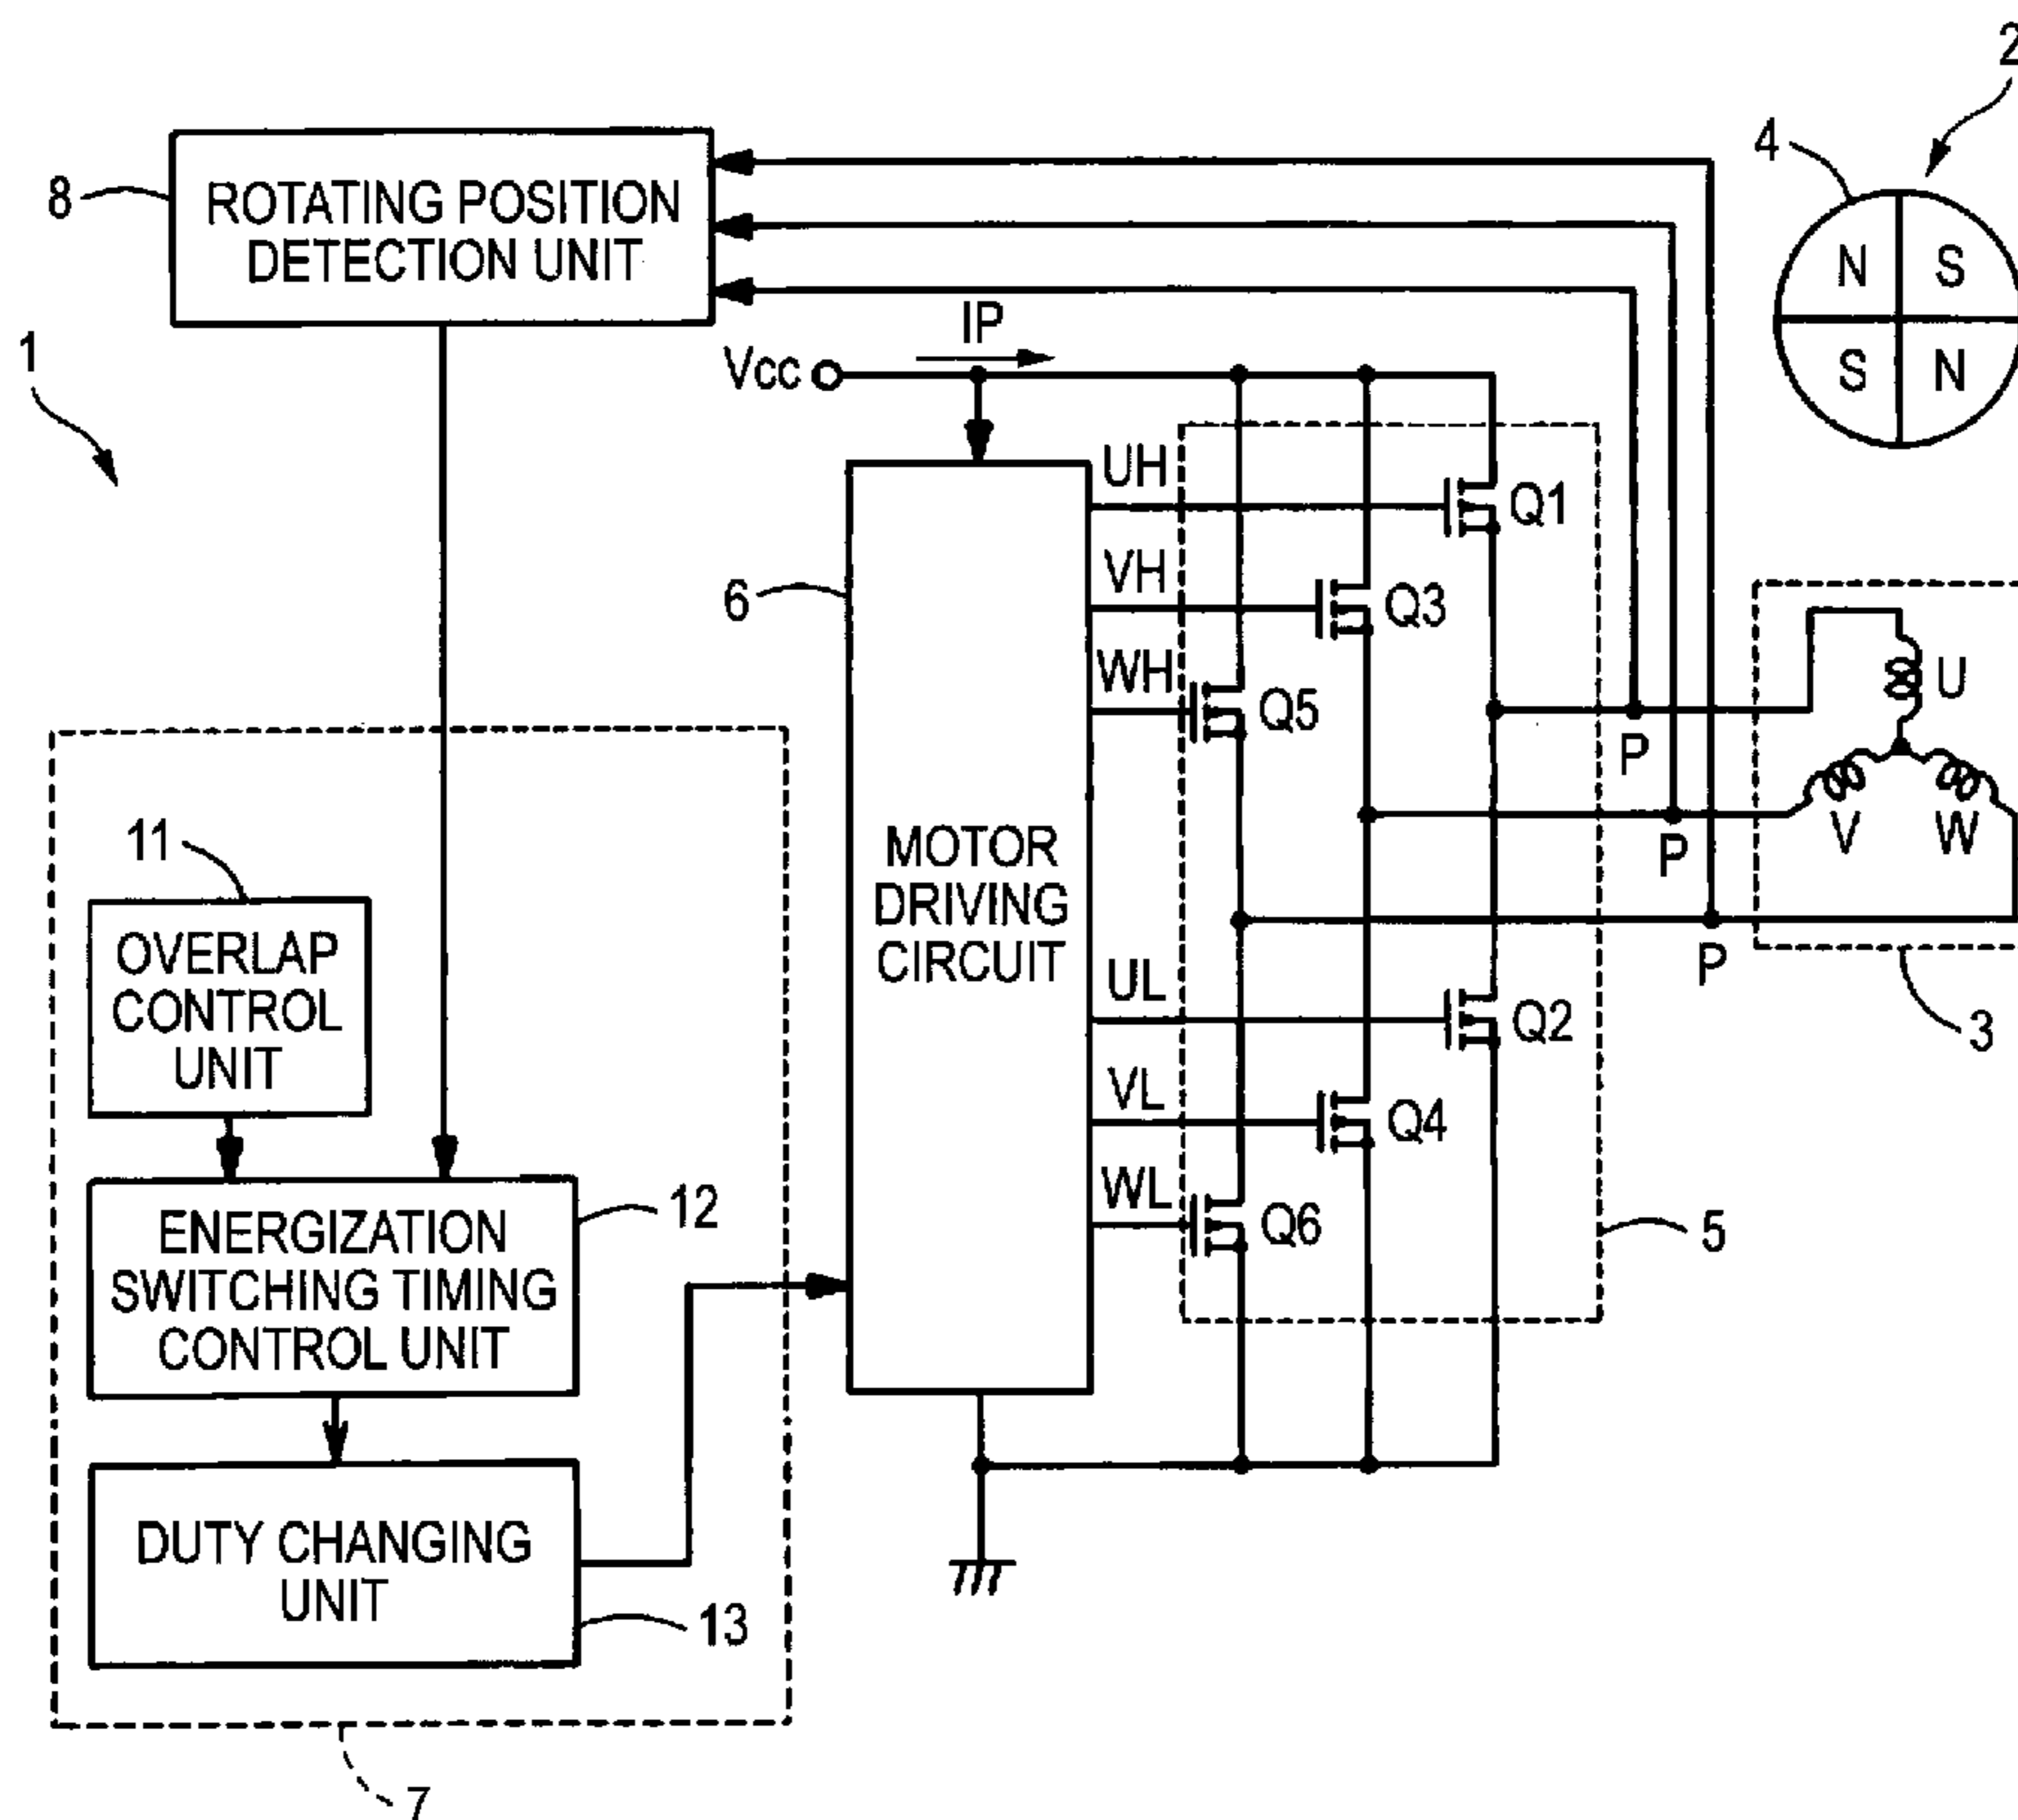 2
4
8
ROTATING POSITION
DETECTION UNIT
N
S
S
N
1
IP
Vcc
UH
Q1
VH
Q3
6
WH
Q5
U
P
11
V
W
MOTOR
DRIVING
CIRCUIT
P
OVERLAP
CONTROL
UNIT
P
UL
Q2
3
VL
Q4
WL
Q6
12
5
ENERGIZATION
SWITCHING TIMING
CONTROL UNIT
DUTY CHANGING
UNIT
13
7